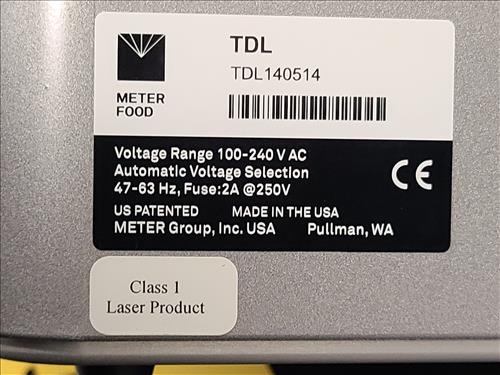 TDL
TDL140514
METER
FOOD
Voltage Range 100-240 V AC
Automatic Voltage Selection
47-63 Hz, Fuse:2A @250V
CE
US PATENTED MADE IN THE USA
METER Group, Inc. USA Pullman, WA
Class 1
Laser Product